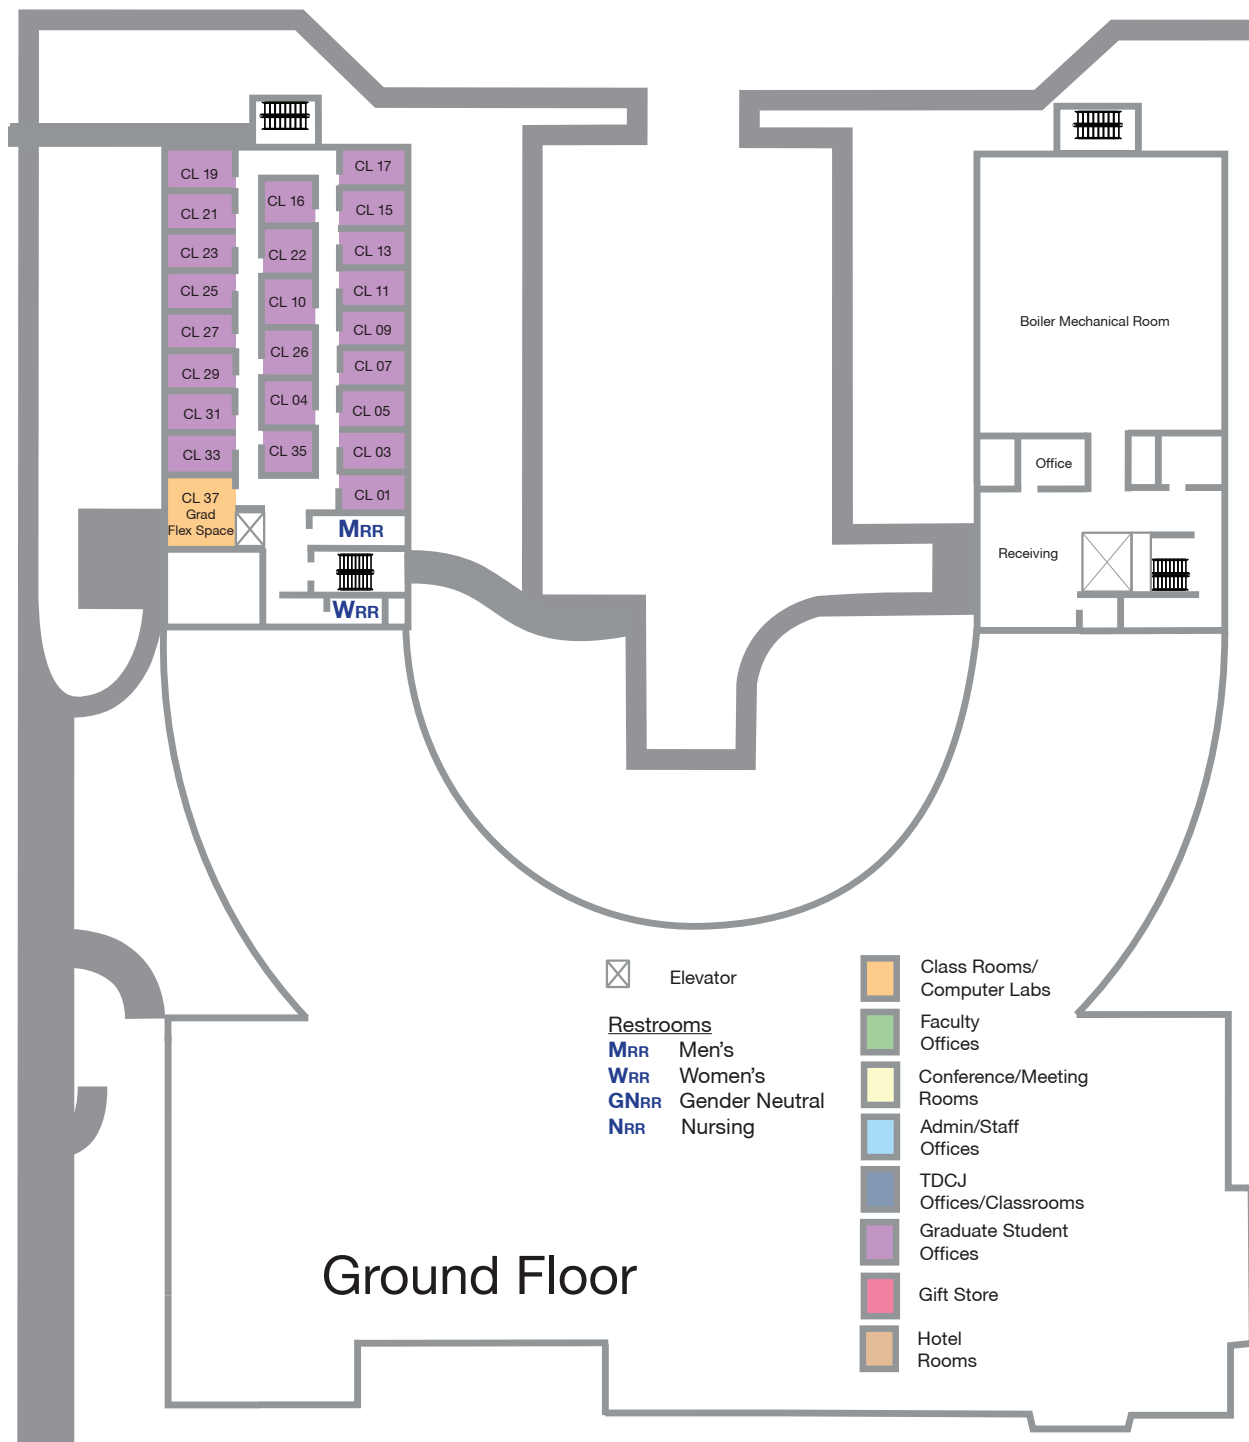 CL 19
CL 21
CL 23
CL 25
CL 27
CL 29
CL 31
CL 33
CL 37
Grad
Flex Space
CL 16
CL 22
CL 10
CL 26
CL 04
CL 35
CL 17
CL 15
CL 13
CL 11
CL 09
CL 07
CL 05
CL 03
CL 01
MRR
WRR
Boiler Mechanical Room
Office
Receiving
Elevator
Restrooms
MRR Men's
WRR Women's
GNRR Gender Neutral
NRR Nursing
Class Rooms/
Computer Labs
Faculty
Offices
Conference/Meeting
Rooms
Admin/Staff
Offices
TDCJ
Offices/Classrooms
Graduate Student
Offices
Gift Store
Hotel
Rooms
Ground Floor